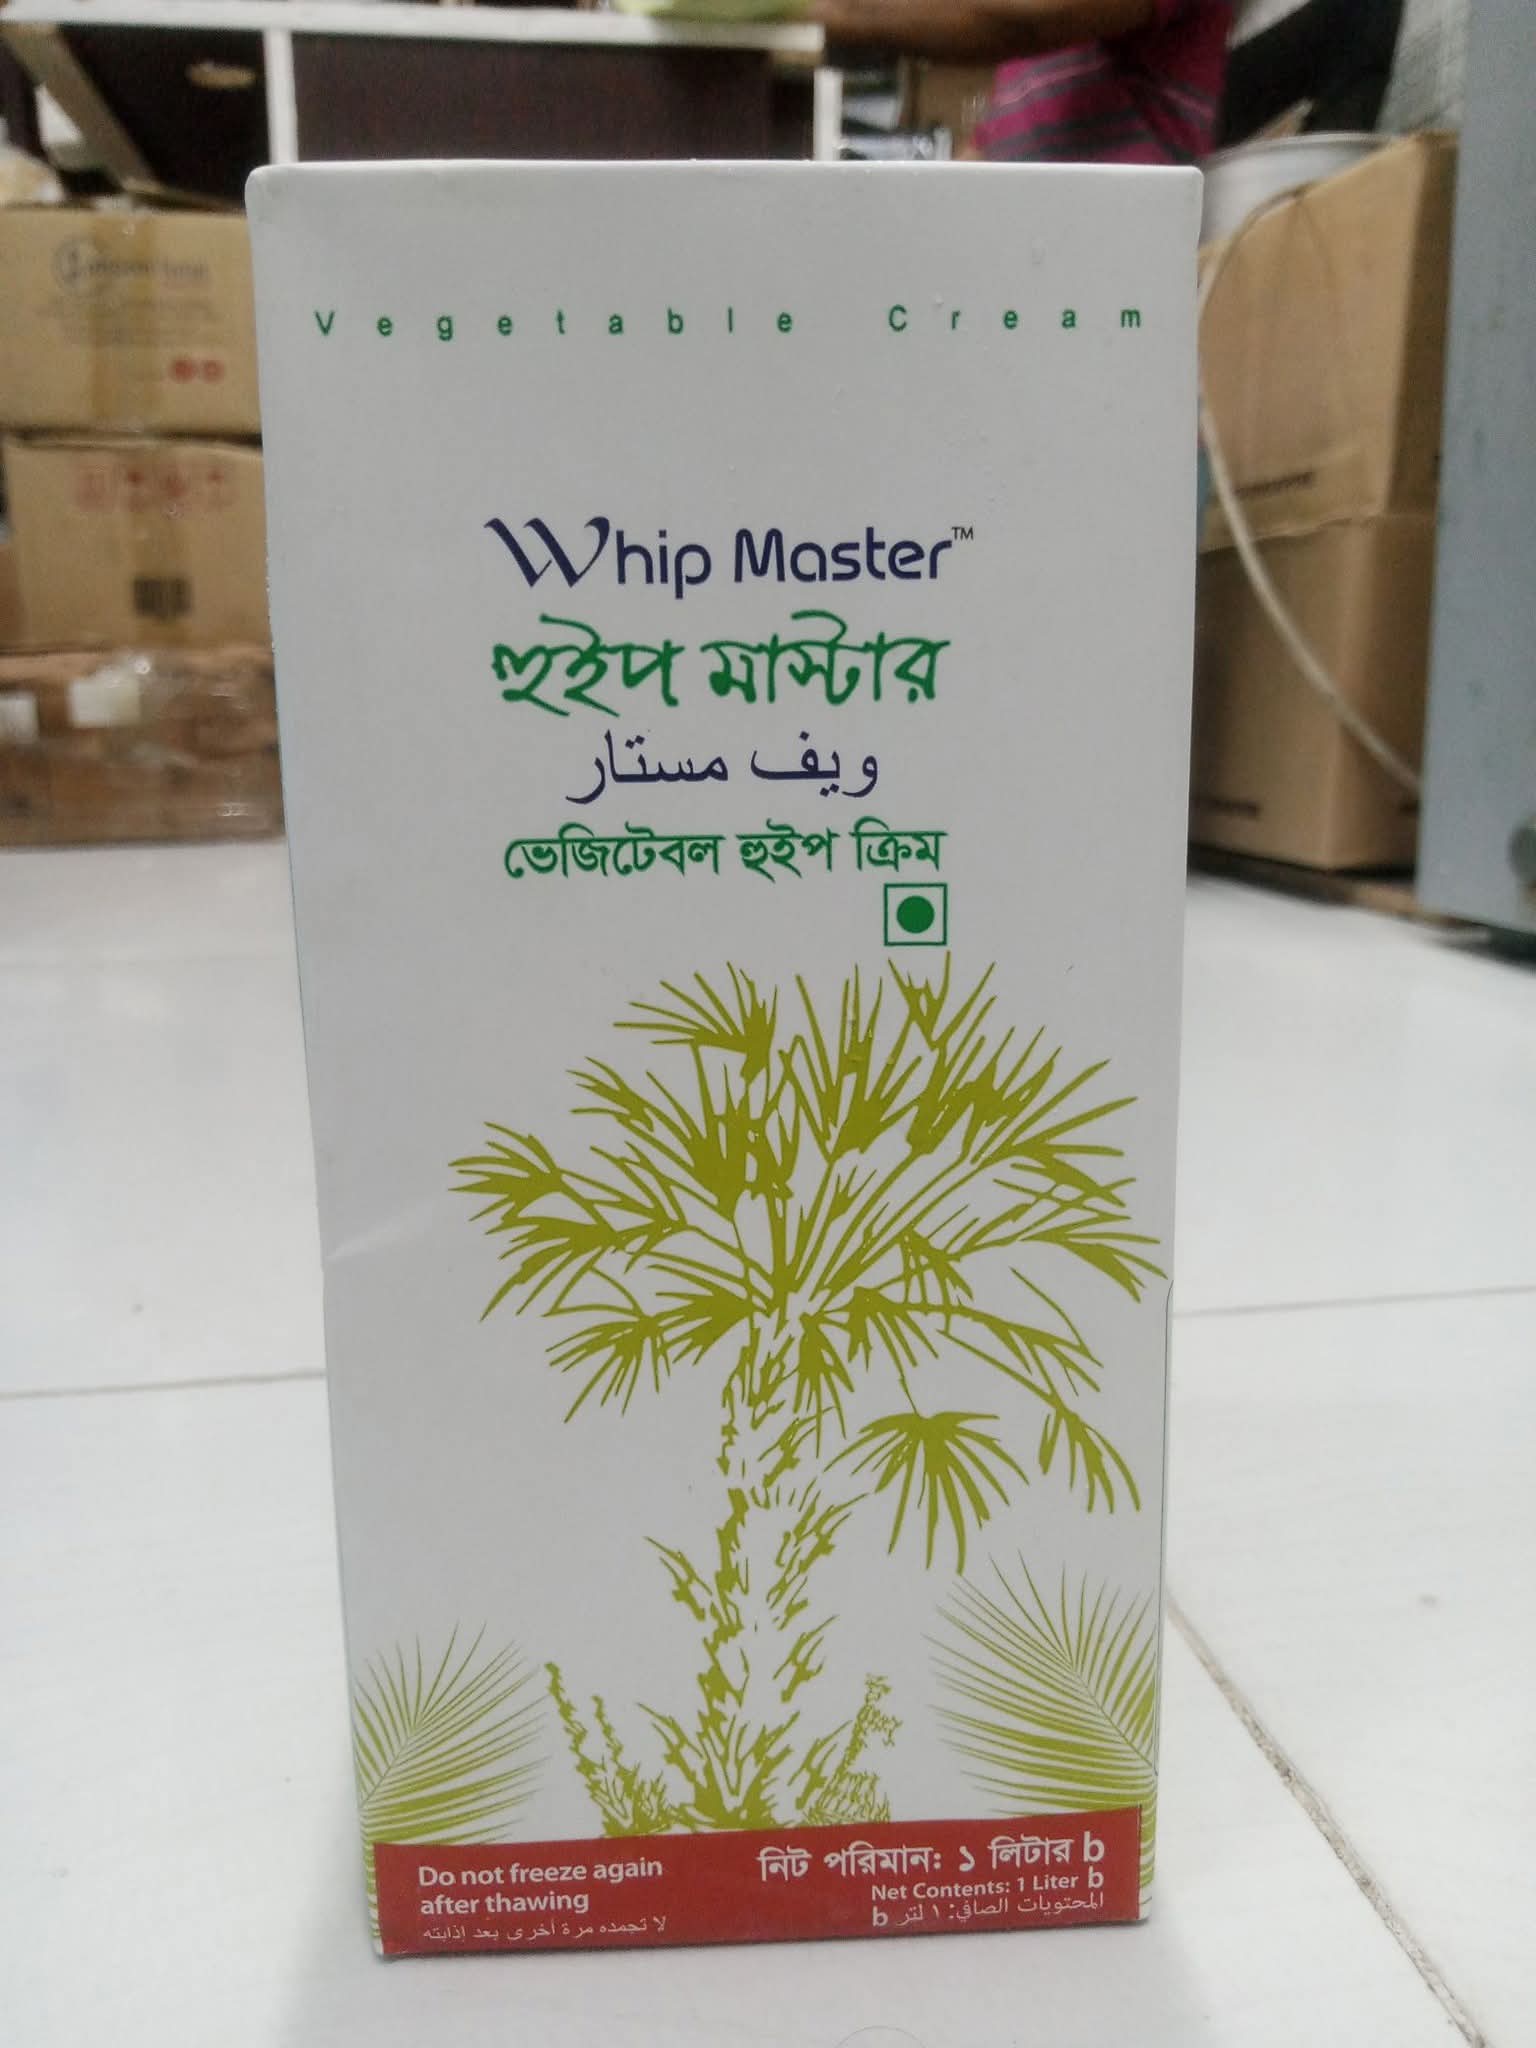 Vegetable Cream
Whip Master™
হুইপ মাস্টার
ويف مستار
ভেজিটেবল হুইপ ক্রিম
Do not freeze again
after thawing
لا تجمده مرة أخرى بعد إذابته
নিট পরিমান: ১ লিটার b
Net Contents: 1 Liter b
المحتويات الصافي: ١ لتر b